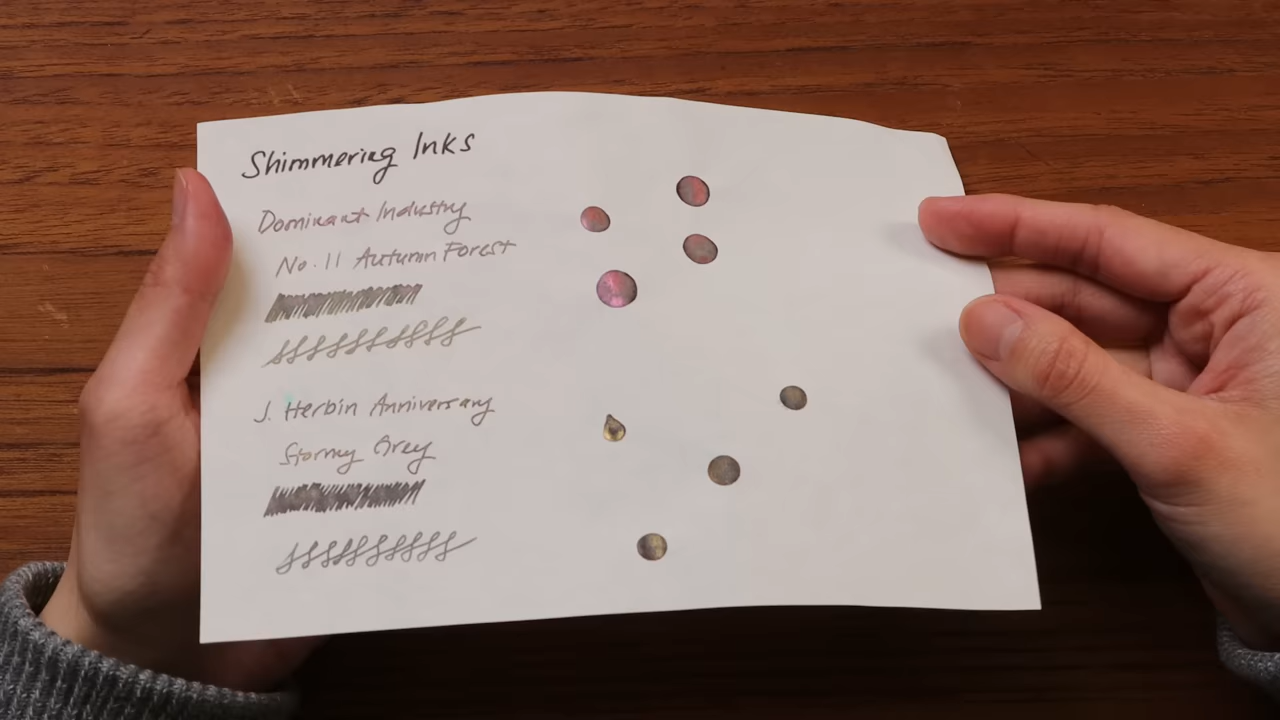 Shimmering Inks
Dominant Industry
No. 11 Autumn Forest
J. Herbin Anniversary
Stormy Grey